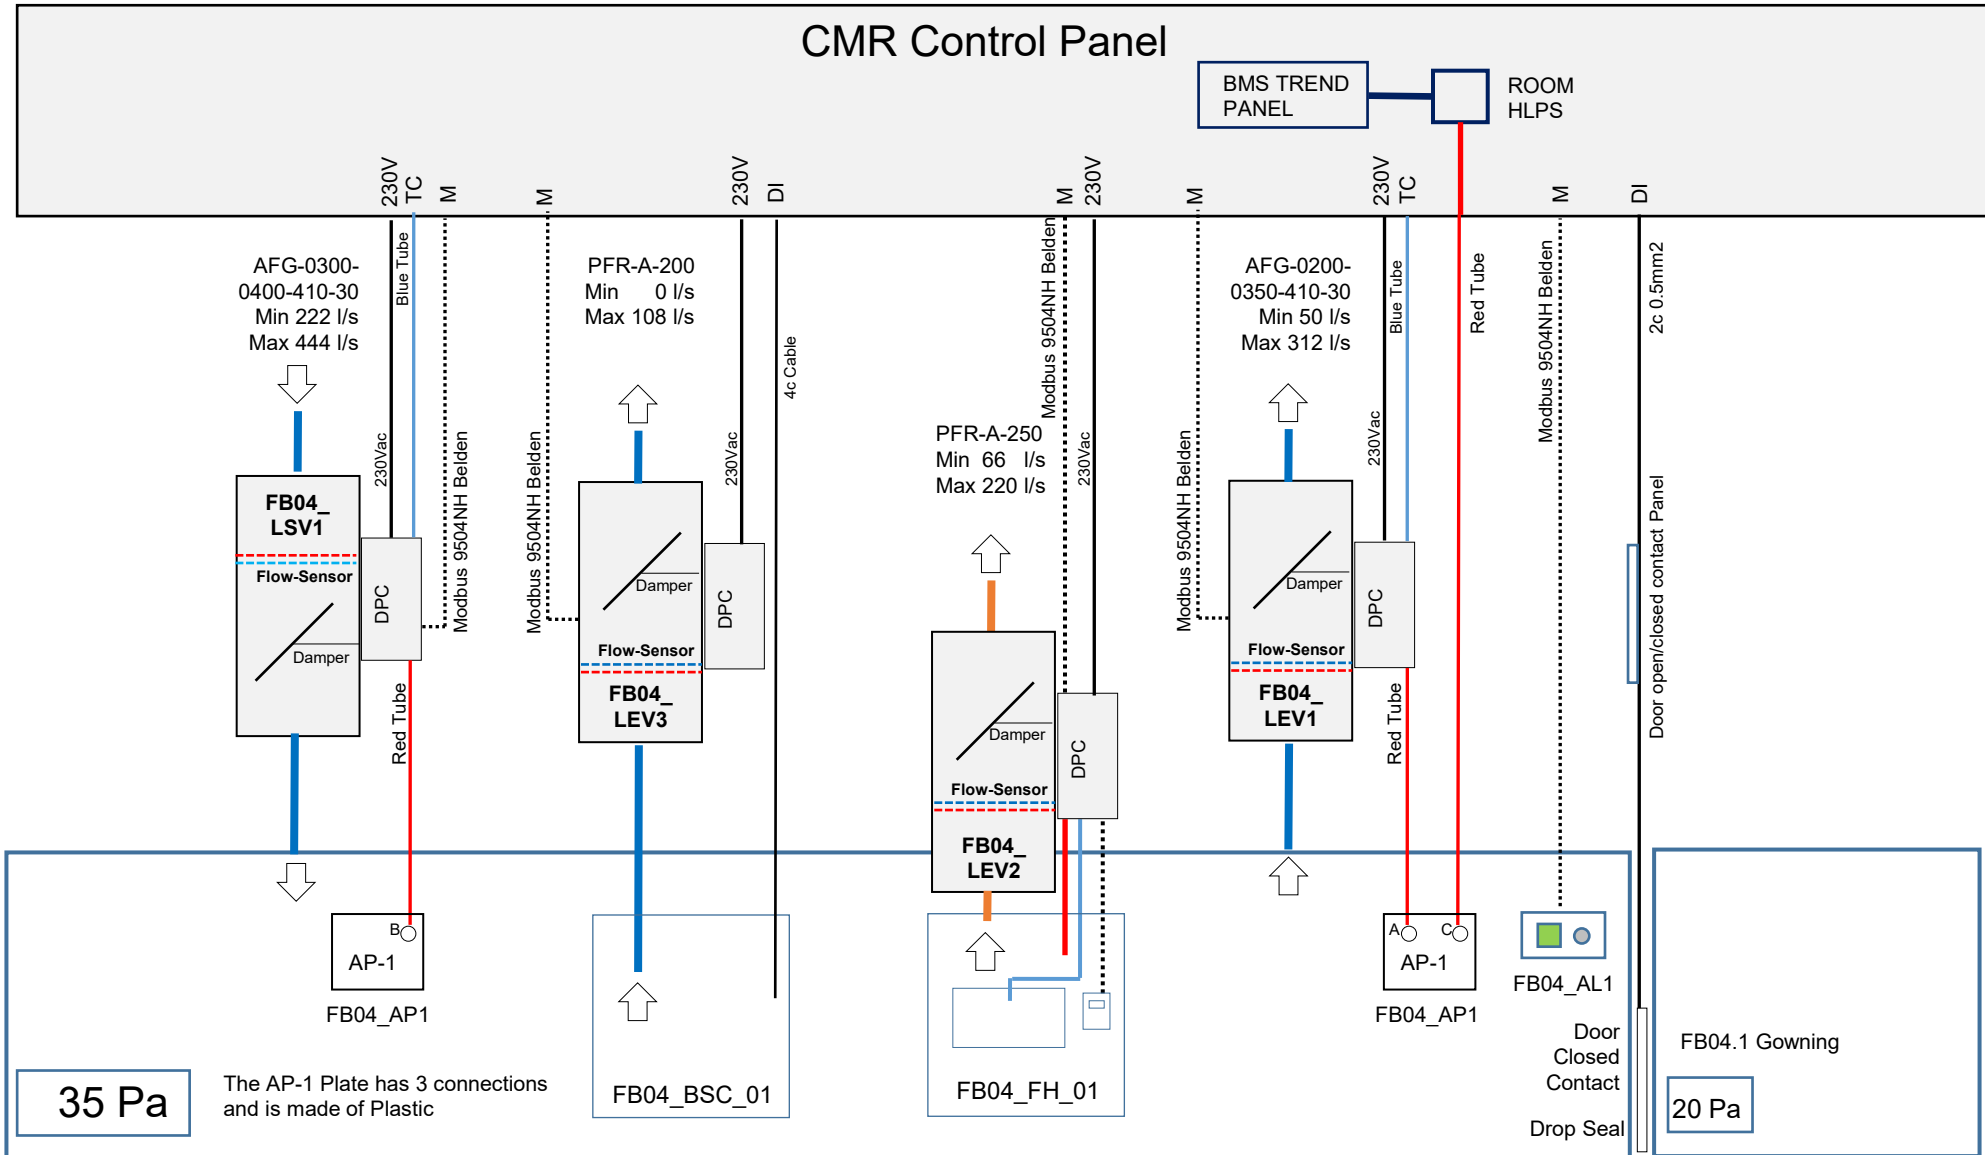 CMR Control Panel
BMS TREND
PANEL
ROOM
HLPS
230V
TC
M
M
230V
DI
M
230V
M
230V
TC
M
DI
AFG-0300-
0400-410-30
Min 222 l/s
Max 444 l/s
Blue Tube
230Vac
Modbus 9504NH Belden
PFR-A-200
Min 0 l/s
Max 108 l/s
Modbus 9504NH Belden
230Vac
4c Cable
Modbus 9504NH Belden
PFR-A-250
Min 66 l/s
Max 220 l/s
230Vac
AFG-0200-
0350-410-30
Min 50 l/s
Max 312 l/s
Modbus 9504NH Belden
230Vac
Blue Tube
Red Tube
Modbus 9504NH Belden
2c 0.5mm2
Door open/closed contact Panel
FB04_
LSV1
Flow-Sensor
Damper
DPC
Red Tube
Damper
DPC
Flow-Sensor
FB04_
LEV3
Damper
DPC
Flow-Sensor
FB04_
LEV2
Damper
DPC
Flow-Sensor
FB04_
LEV1
Red Tube
B
AP-1
FB04_AP1
A
C
AP-1
FB04_AP1
FB04_AL1
Door
Closed
Contact
Drop Seal
FB04.1 Gowning
20 Pa
35 Pa
The AP-1 Plate has 3 connections
and is made of Plastic
FB04_BSC_01
FB04_FH_01